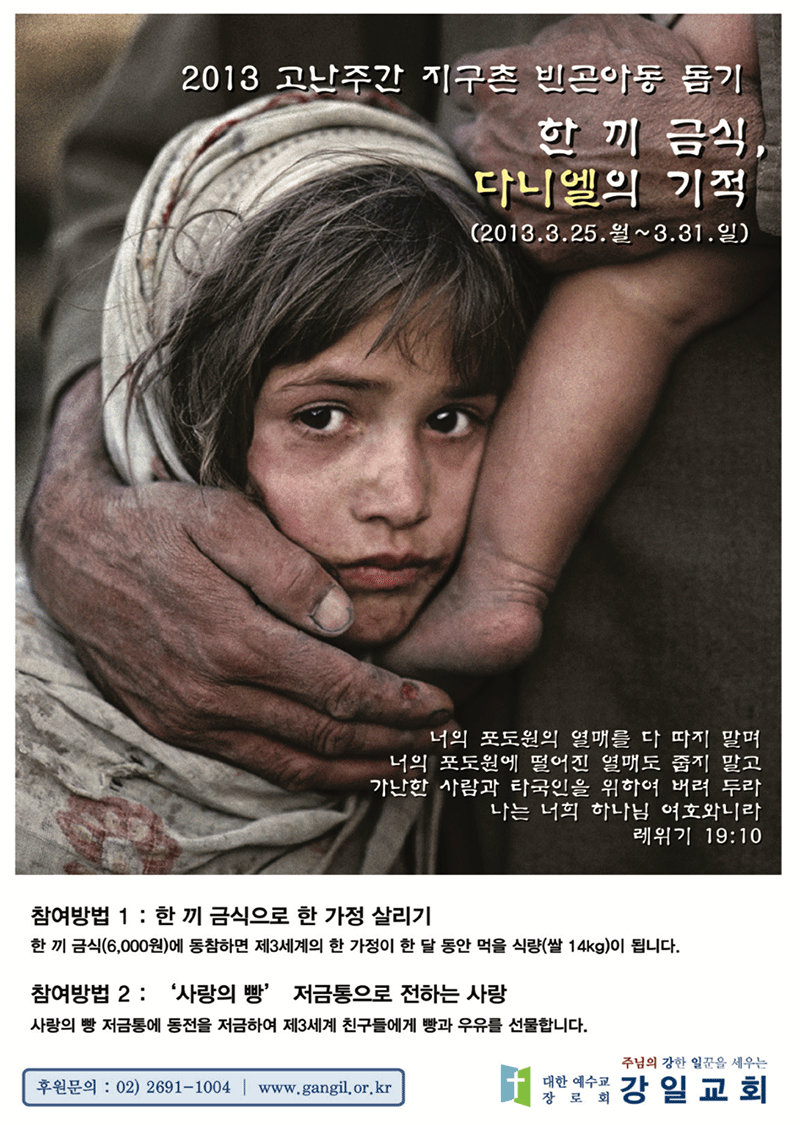 2013 고난주간 지구촌 빈곤아동 돕기
한 끼 금식,
다니엘의 기적
(2013.3.25.월~3.31.일)
너의 포도원의 열매를 다 따지 말며
너의 포도원에 떨어진 열매도 줍지 말고
가난한 사람과 타국인을 위하여 버려 두라
나는 너희 하나님 여호와니라
레위기 19:10
참여방법 1 : 한 끼 금식으로 한 가정 살리기
한 끼 금식(6,000원)에 동참하면 제3세계의 한 가정이 한 달 동안 먹을 식량(쌀 14kg)이 됩니다.
참여방법 2 : ‘사랑의 빵’ 저금통으로 전하는 사랑
사랑의 빵 저금통에 동전을 저금하여 제3세계 친구들에게 빵과 우유를 선물합니다.
후원문의 : 02) 2691-1004 | www.gangil.or.kr
주님의 강한 일꾼을 세우는
대한 예수교
장로회
강일교회